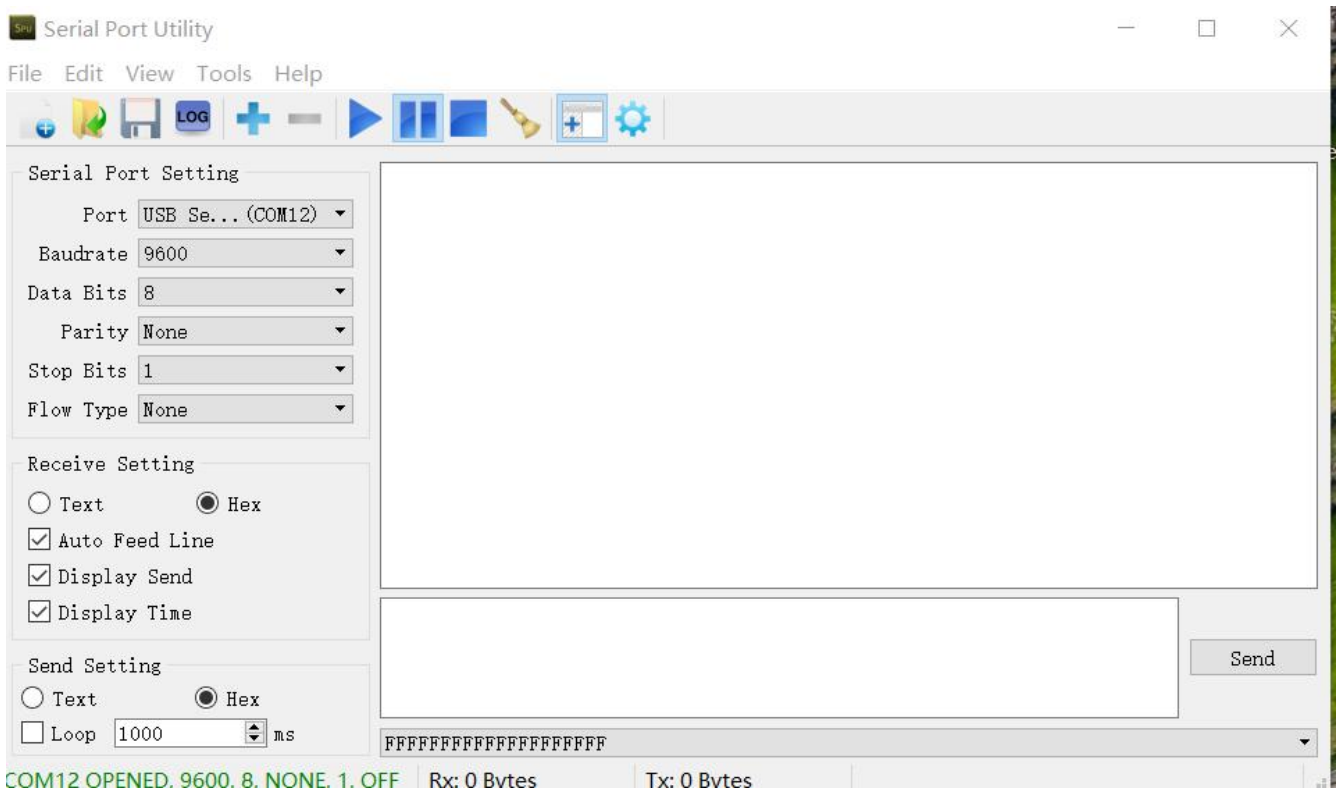 SPU Serial Port Utility
File Edit View Tools Help
LOG
Serial Port Setting
Port USB Se...(COM12)
Baudrate 9600
Data Bits 8
Parity None
Stop Bits 1
Flow Type None
Receive Setting
Text Hex
Auto Feed Line
Display Send
Display Time
Send Setting
Text Hex
Loop 1000 ms
Send
FFFFFFFFFFFFFFFFFFFF
COM12 OPENED, 9600, 8, NONE, 1, OFF Rx: 0 Bytes Tx: 0 Bytes